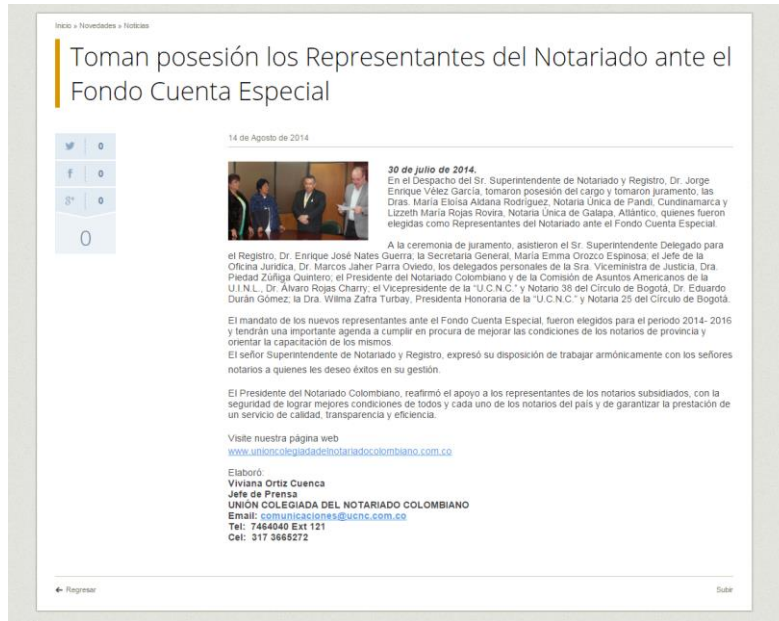 Inicio » Novedades » Noticias
Toman posesión los Representantes del Notariado ante el
Fondo Cuenta Especial
0
0
0
0
14 de Agosto de 2014
30 de julio de 2014.
En el Despacho del Sr. Superintendente de Notariado y Registro, Dr. Jorge
Enrique Vélez García, tomaron posesión del cargo y tomaron juramento, las
Dras. María Eloísa Aldana Rodríguez, Notaria Única de Pandi, Cundinamarca y
Lizzeth María Rojas Rovira, Notaria Única de Galapa, Atlántico, quienes fueron
elegidas como Representantes del Notariado ante el Fondo Cuenta Especial.
A la ceremonia de juramento, asistieron el Sr. Superintendente Delegado para
el Registro, Dr. Enrique José Nates Guerra; la Secretaria General, María Emma Orozco Espinosa; el Jefe de la
Oficina Jurídica, Dr. Marcos Jaher Parra Oviedo, los delegados personales de la Sra. Viceministra de Justicia, Dra.
Piedad Zúñiga Quintero; el Presidente del Notariado Colombiano y de la Comisión de Asuntos Americanos de la
U.I.N.L., Dr. Álvaro Rojas Charry; el Vicepresidente de la "U.C.N.C." y Notario 38 del Círculo de Bogotá, Dr. Eduardo
Durán Gómez; la Dra. Wilma Zafra Turbay, Presidenta Honoraria de la "U.C.N.C." y Notaria 25 del Círculo de Bogotá.
El mandato de los nuevos representantes ante el Fondo Cuenta Especial, fueron elegidos para el periodo 2014- 2016
y tendrán una importante agenda a cumplir en procura de mejorar las condiciones de los notarios de provincia y
orientar la capacitación de los mismos.
El señor Superintendente de Notariado y Registro, expresó su disposición de trabajar armónicamente con los señores
notarios a quienes les deseo éxitos en su gestión.
El Presidente del Notariado Colombiano, reafirmó el apoyo a los representantes de los notarios subsidiados, con la
seguridad de lograr mejores condiciones de todos y cada uno de los notarios del país y de garantizar la prestación de
un servicio de calidad, transparencia y eficiencia.
Visite nuestra página web
www.unioncolegiadadelnotariadocolombiano.com.co
Elaboró:
Viviana Ortiz Cuenca
Jefe de Prensa
UNIÓN COLEGIADA DEL NOTARIADO COLOMBIANO
Email: comunicaciones@ucnc.com.co
Tel: 7464040 Ext 121
Cel: 317 3665272
Regresar
Subir